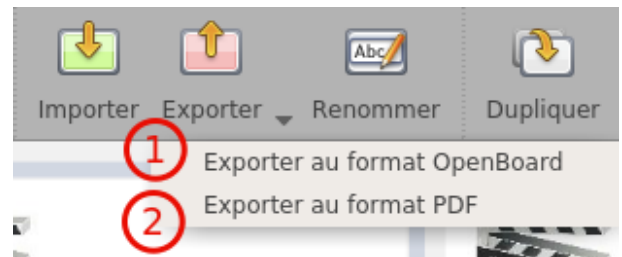 Abc
Importer Exporter Renommer Dupliquer
1 Exporter au format OpenBoard
2 Exporter au format PDF